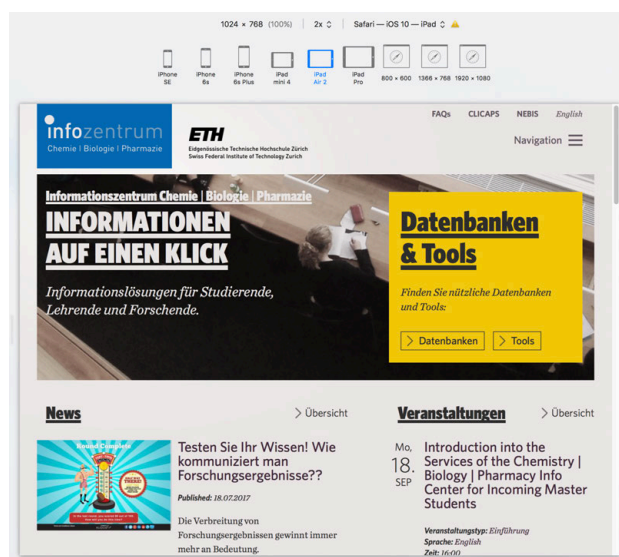 1024 × 768 (100%) 2x Safari — iOS 10 — iPad
iPhone SE
iPhone 6s
iPhone 6s Plus
iPad mini 4
iPad Air 2
iPad Pro
800 × 600
1366 × 768
1920 × 1080
infozentrum
Chemie | Biologie | Pharmazie
ETH
Eidgenössische Technische Hochschule Zürich
Swiss Federal Institute of Technology Zurich
FAQs CLICAPS NEBIS English
Navigation
Informationszentrum Chemie | Biologie | Pharmazie
INFORMATIONEN
AUF EINEN KLICK
Informationslösungen für Studierende,
Lehrende und Forschende.
Datenbanken
& Tools
Finden Sie nützliche Datenbanken
und Tools:
Datenbanken Tools
News Übersicht
Round Complete
Testen Sie Ihr Wissen! Wie
kommuniziert man
Forschungsergebnisse??
Published: 18.07.2017
Die Verbreitung von
Forschungsergebnissen gewinnt immer
mehr an Bedeutung.
Veranstaltungen Übersicht
Mo,
18.
SEP
Introduction into the
Services of the Chemistry |
Biology | Pharmacy Info
Center for Incoming Master
Students
Veranstaltungstyp: Einführung
Sprache: English
Zeit: 16:00